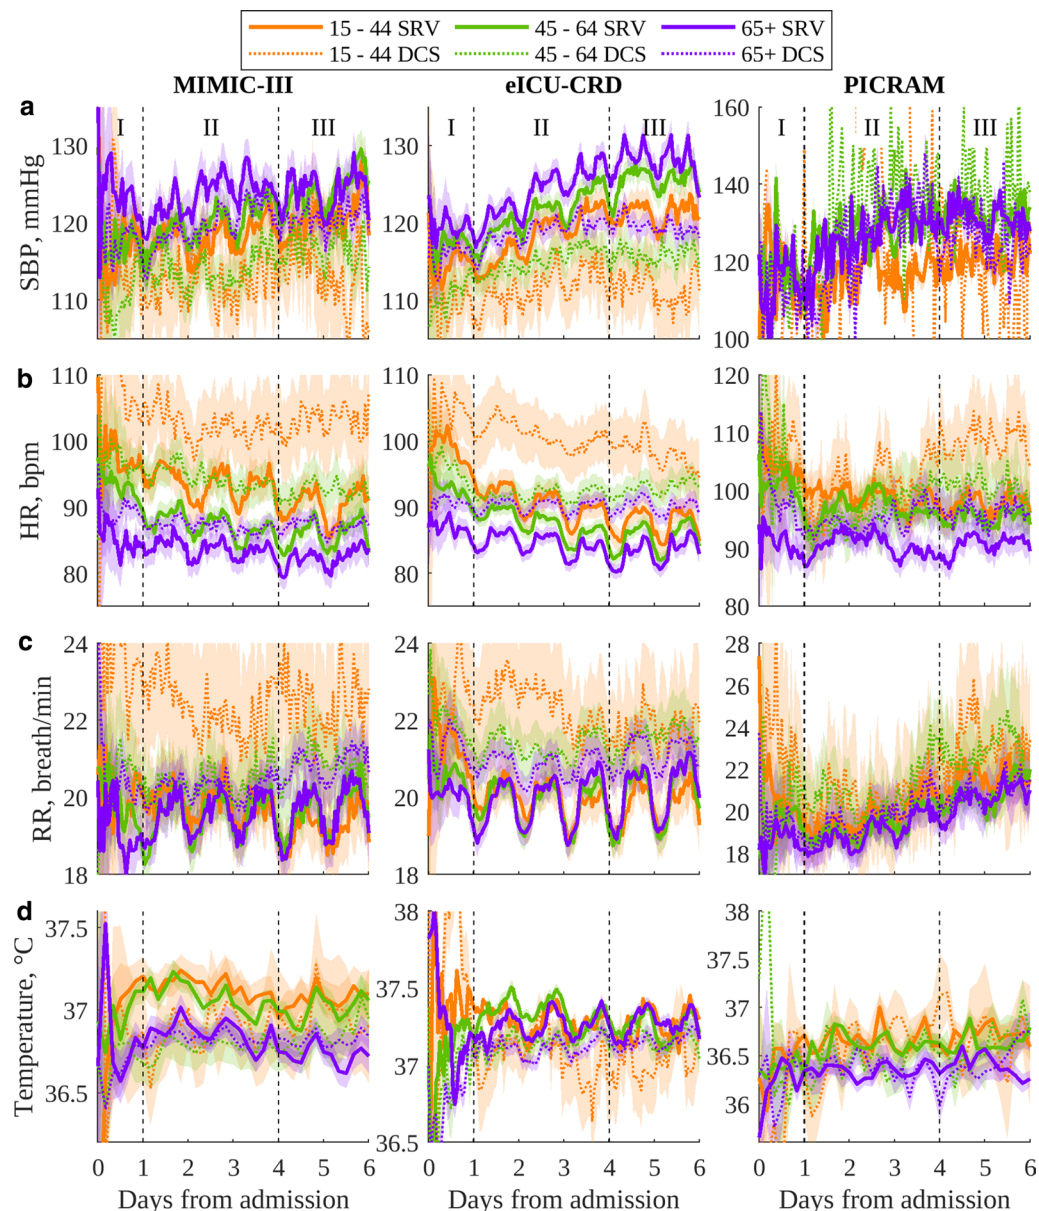 15 - 44 SRV 45 - 64 SRV 65+ SRV
15 - 44 DCS 45 - 64 DCS 65+ DCS
MIMIC-III eICU-CRD PICRAM
a
I II III I II III I II III
SBP, mmHg
130 120 110
130 120 110
160 140 120 100
b
HR, bpm
110 100 90 80
110 100 90 80
120 110 100 90 80
c
RR, breath/min
24 22 20 18
24 22 20 18
28 26 24 22 20 18
d
Temperature, °C
37.5 37 36.5
38 37.5 37 36.5
38 37.5 37 36.5 36
0 1 2 3 4 5 6 0 1 2 3 4 5 6 0 1 2 3 4 5 6
Days from admission Days from admission Days from admission